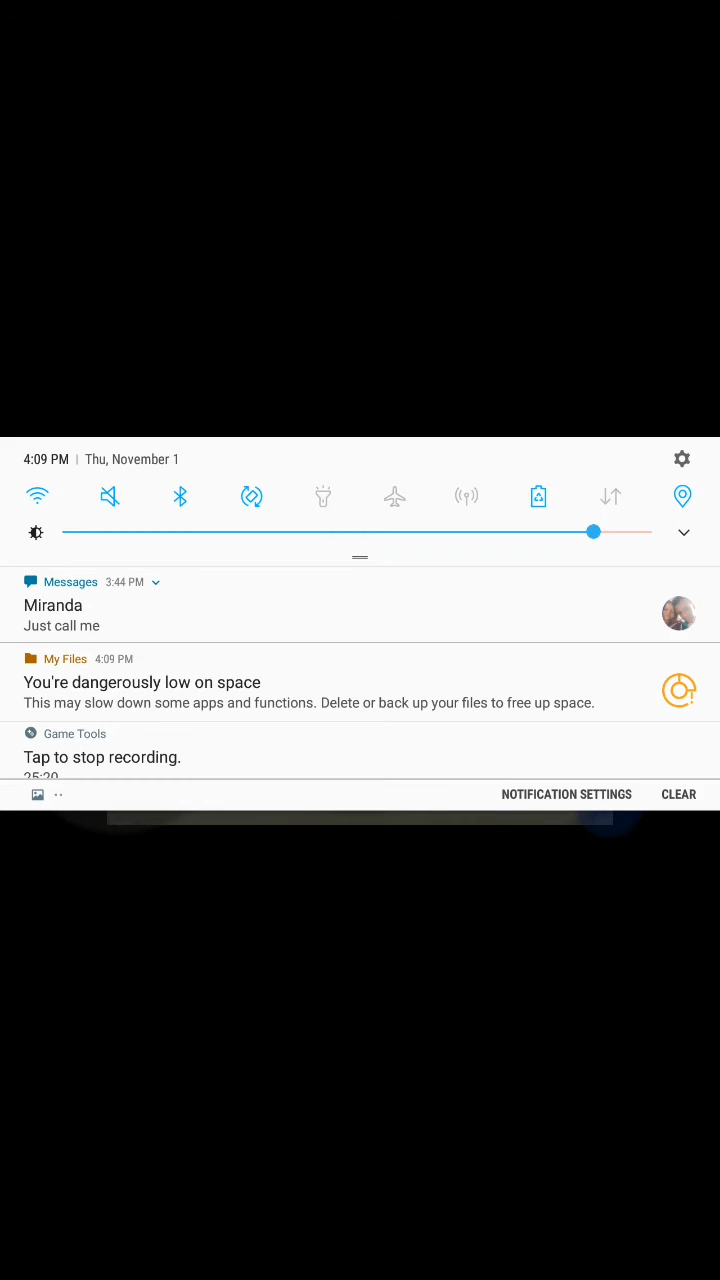 4:09 PM | Thu, November 1
Messages 3:44 PM
Miranda
Just call me
My Files 4:09 PM
You're dangerously low on space
This may slow down some apps and functions. Delete or back up your files to free up space.
Game Tools
Tap to stop recording.
25:20
NOTIFICATION SETTINGS CLEAR